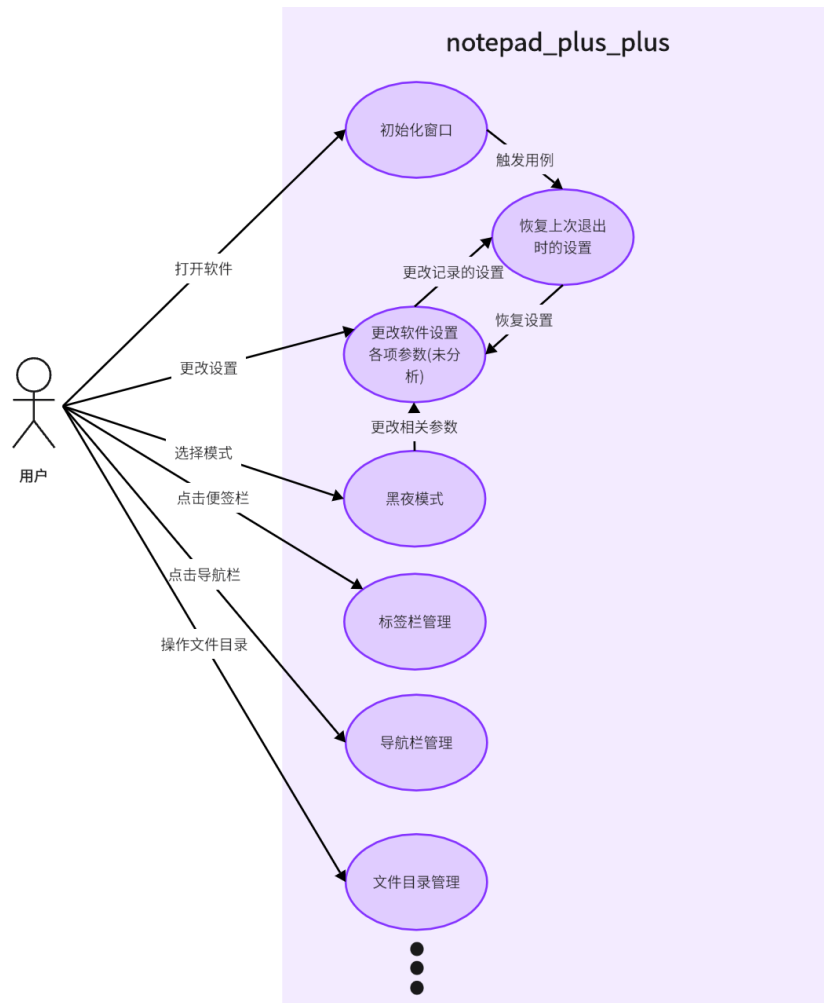 notepad_plus_plus
初始化窗口
触发用例
恢复上次退出
时的设置
打开软件
更改记录的设置
恢复设置
更改软件设置
各项参数(未分
析)
更改设置
更改相关参数
用户
选择模式
黑夜模式
点击便签栏
点击导航栏
标签栏管理
操作文件目录
导航栏管理
文件目录管理